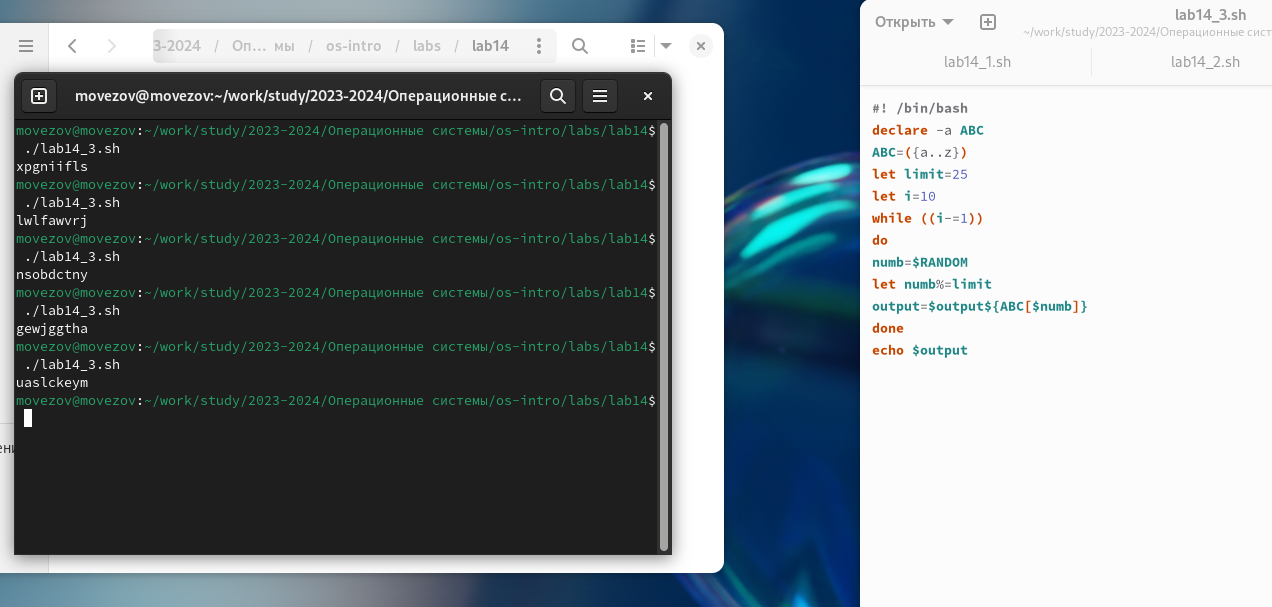 3-2024 / Оп… мы / os-intro / labs / lab14
movezov@movezov:~/work/study/2023-2024/Операционные с…
movezov@movezov:~/work/study/2023-2024/Операционные системы/os-intro/labs/lab14$
./lab14_3.sh
xpgniifls
movezov@movezov:~/work/study/2023-2024/Операционные системы/os-intro/labs/lab14$
./lab14_3.sh
lwlfawvrj
movezov@movezov:~/work/study/2023-2024/Операционные системы/os-intro/labs/lab14$
./lab14_3.sh
nsobdctny
movezov@movezov:~/work/study/2023-2024/Операционные системы/os-intro/labs/lab14$
./lab14_3.sh
gewjggtha
movezov@movezov:~/work/study/2023-2024/Операционные системы/os-intro/labs/lab14$
./lab14_3.sh
uaslckeym
movezov@movezov:~/work/study/2023-2024/Операционные системы/os-intro/labs/lab14$
Открыть
lab14_3.sh
~/work/study/2023-2024/Операционные сист
lab14_1.sh
lab14_2.sh
#! /bin/bash
declare -a ABC
ABC=({a..z})
let limit=25
let i=10
while ((i-=1))
do
numb=$RANDOM
let numb%=limit
output=$output${ABC[$numb]}
done
echo $output